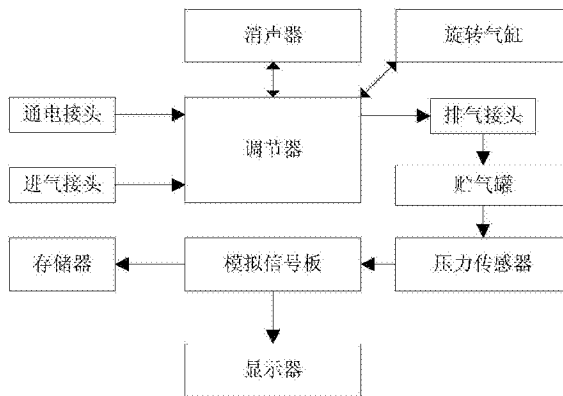 消声器
旋转气缸
通电接头
调节器
排气接头
进气接头
贮气罐
存储器
模拟信号板
压力传感器
显示器